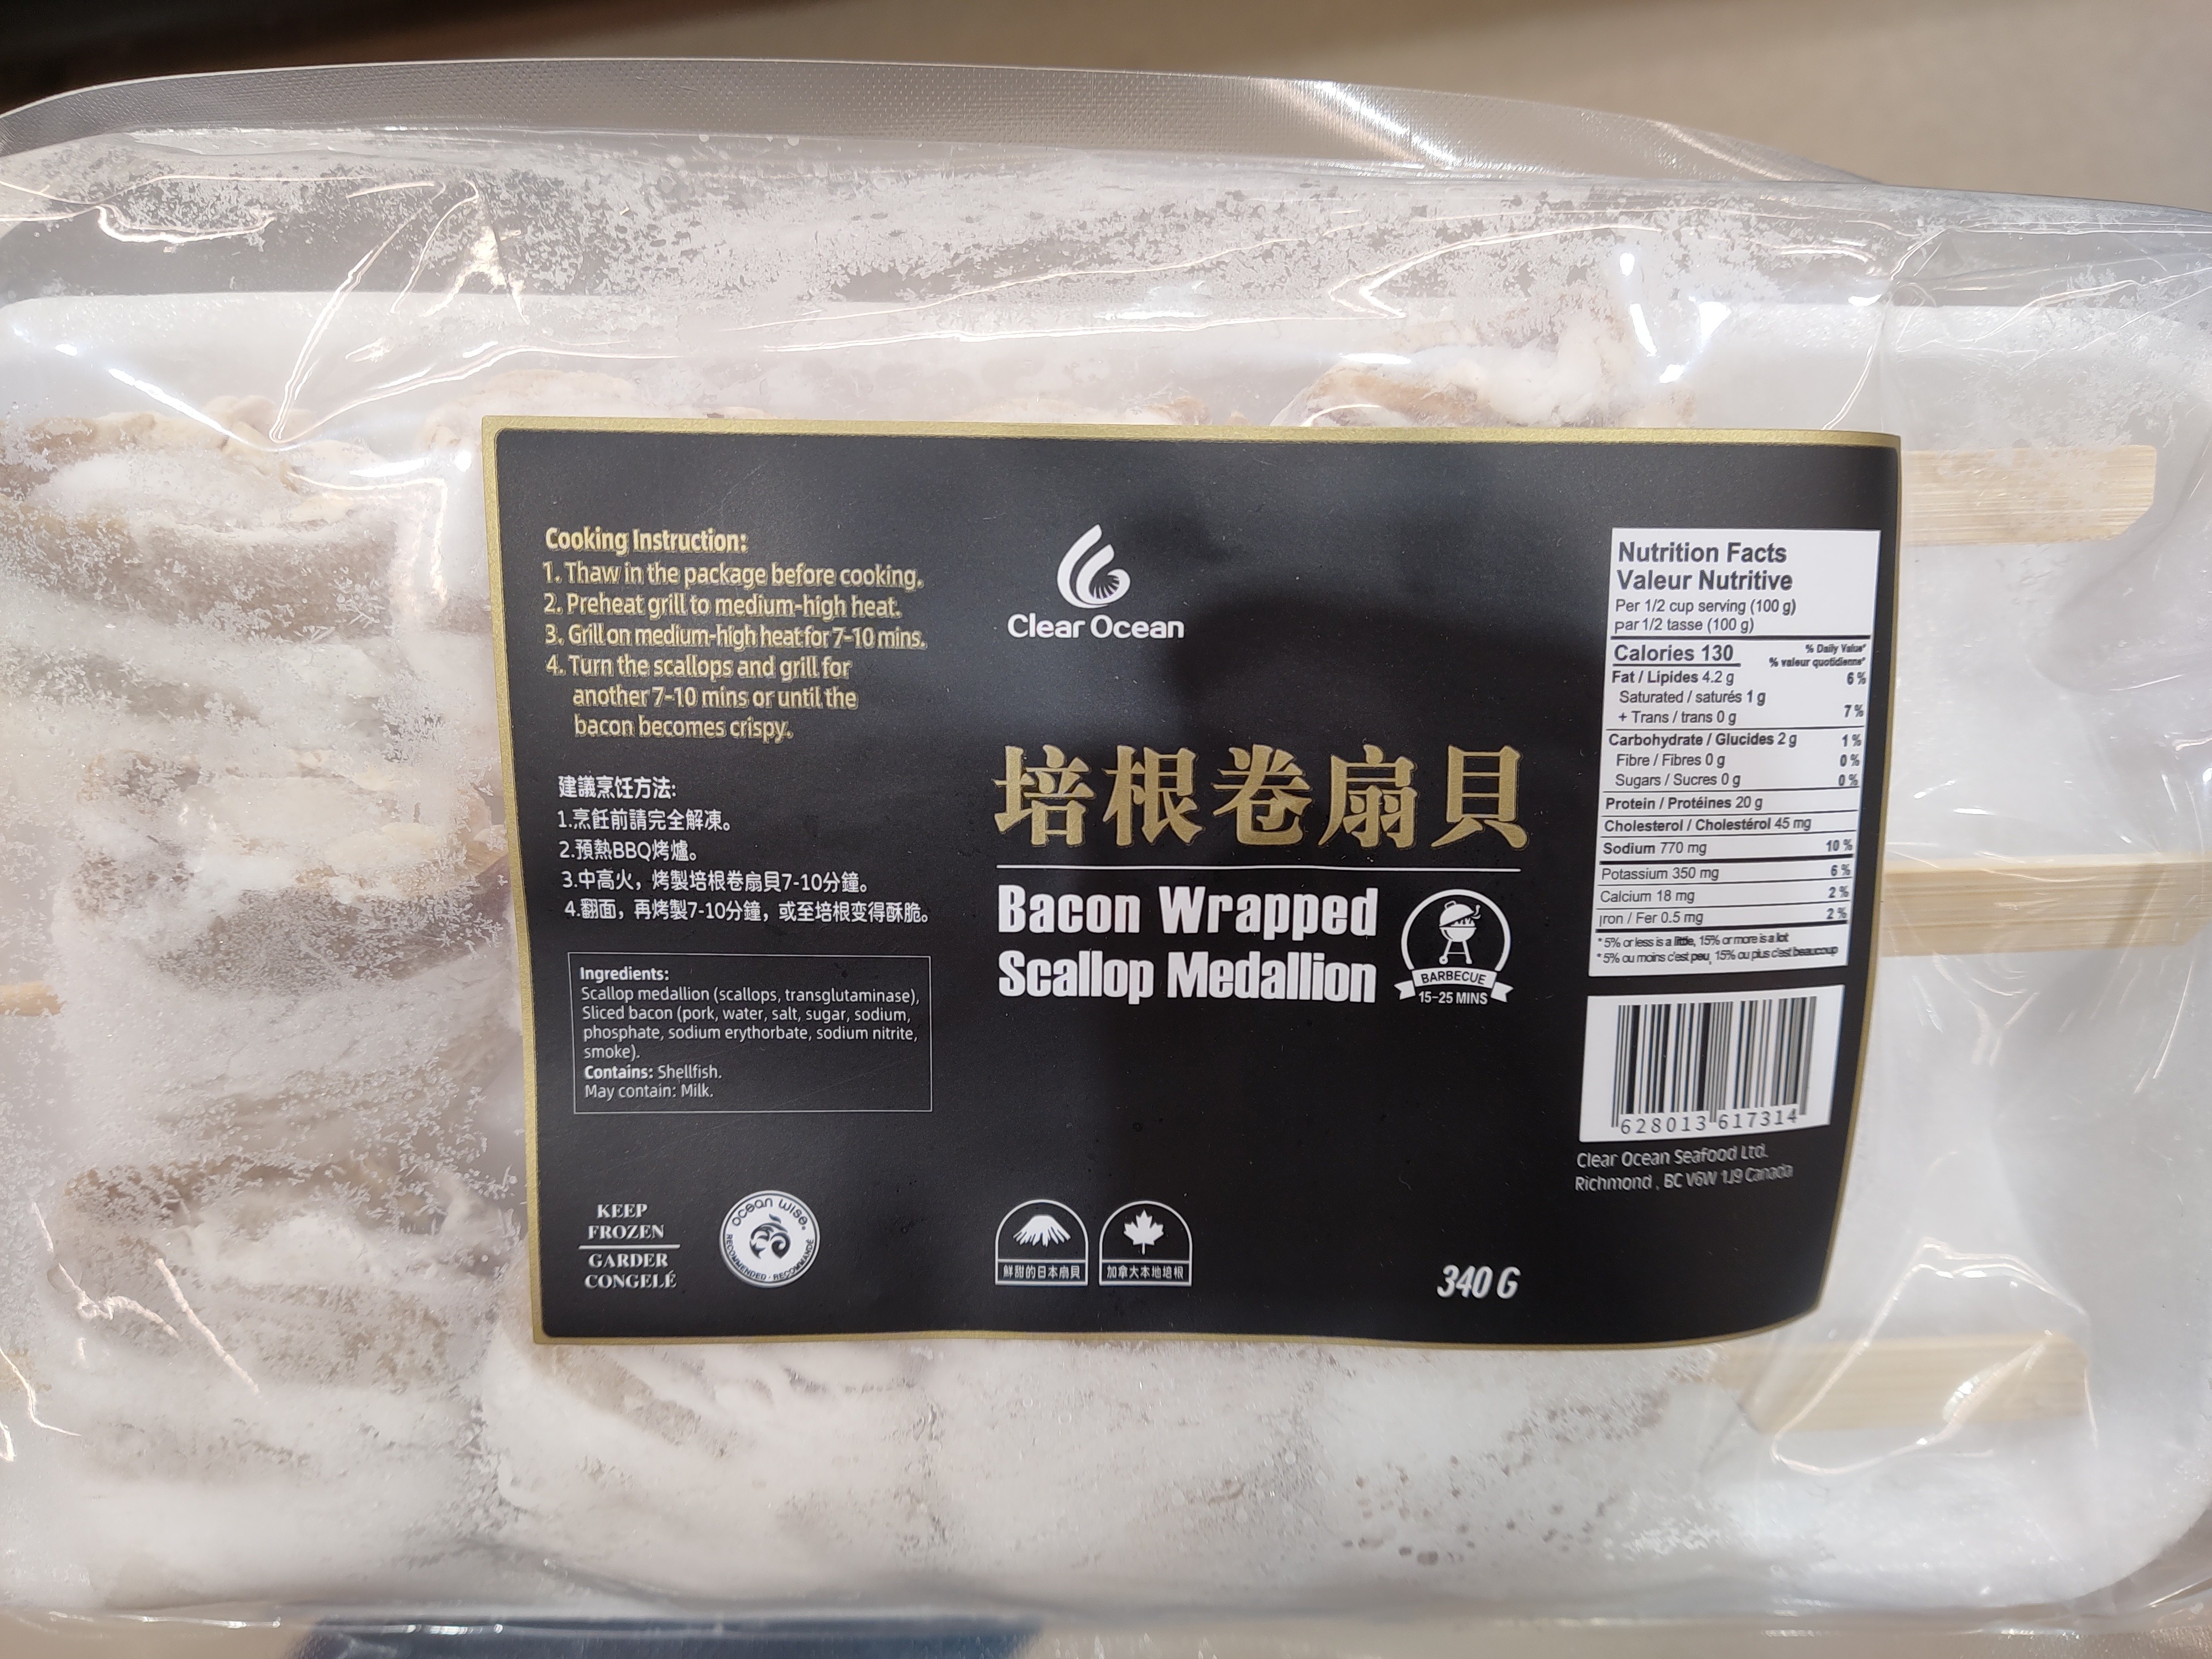 Cooking Instruction:
1. Thaw in the package before cooking.
2. Preheat grill to medium-high heat.
3. Grill on medium-high heat for 7-10 mins.
4. Turn the scallops and grill for
another 7-10 mins or until the
bacon becomes crispy.
建議烹饪方法:
1.烹飪前請完全解凍。
2.預熱BBQ烤爐。
3.中高火，烤製培根卷扇貝7-10分鐘。
4.翻面，再烤製7-10分鐘，或至培根变得酥脆。
Ingredients:
Scallop medallion (scallops, transglutaminase),
Sliced bacon (pork, water, salt, sugar, sodium,
phosphate, sodium erythorbate, sodium nitrite,
smoke).
Contains: Shellfish.
May contain: Milk.
KEEP
FROZEN
GARDER
CONGELÉ
ocean wise.
RECOMMENDED · RECOMMANDÉ
Clear Ocean
培根卷扇貝
Bacon Wrapped
Scallop Medallion
BARBECUE
15-25 MINS
鮮甜的日本扇貝
加拿大本地培根
340 G
Nutrition Facts
Valeur Nutritive
Per 1/2 cup serving (100 g)
par 1/2 tasse (100 g)
Calories 130
% Daily Value*
% valeur quotidienne*
Fat / Lipides 4.2 g 6 %
Saturated / saturés 1 g
+ Trans / trans 0 g 7 %
Carbohydrate / Glucides 2 g 1 %
Fibre / Fibres 0 g 0 %
Sugars / Sucres 0 g 0 %
Protein / Protéines 20 g
Cholesterol / Cholestérol 45 mg
Sodium 770 mg 10 %
Potassium 350 mg 6 %
Calcium 18 mg 2 %
Iron / Fer 0.5 mg 2 %
* 5% or less is a little, 15% or more is a lot
* 5% ou moins c'est peu, 15% ou plus c'est beaucoup
628013 617314
Clear Ocean Seafood Ltd.
Richmond , BC V6W 1J9 Canada